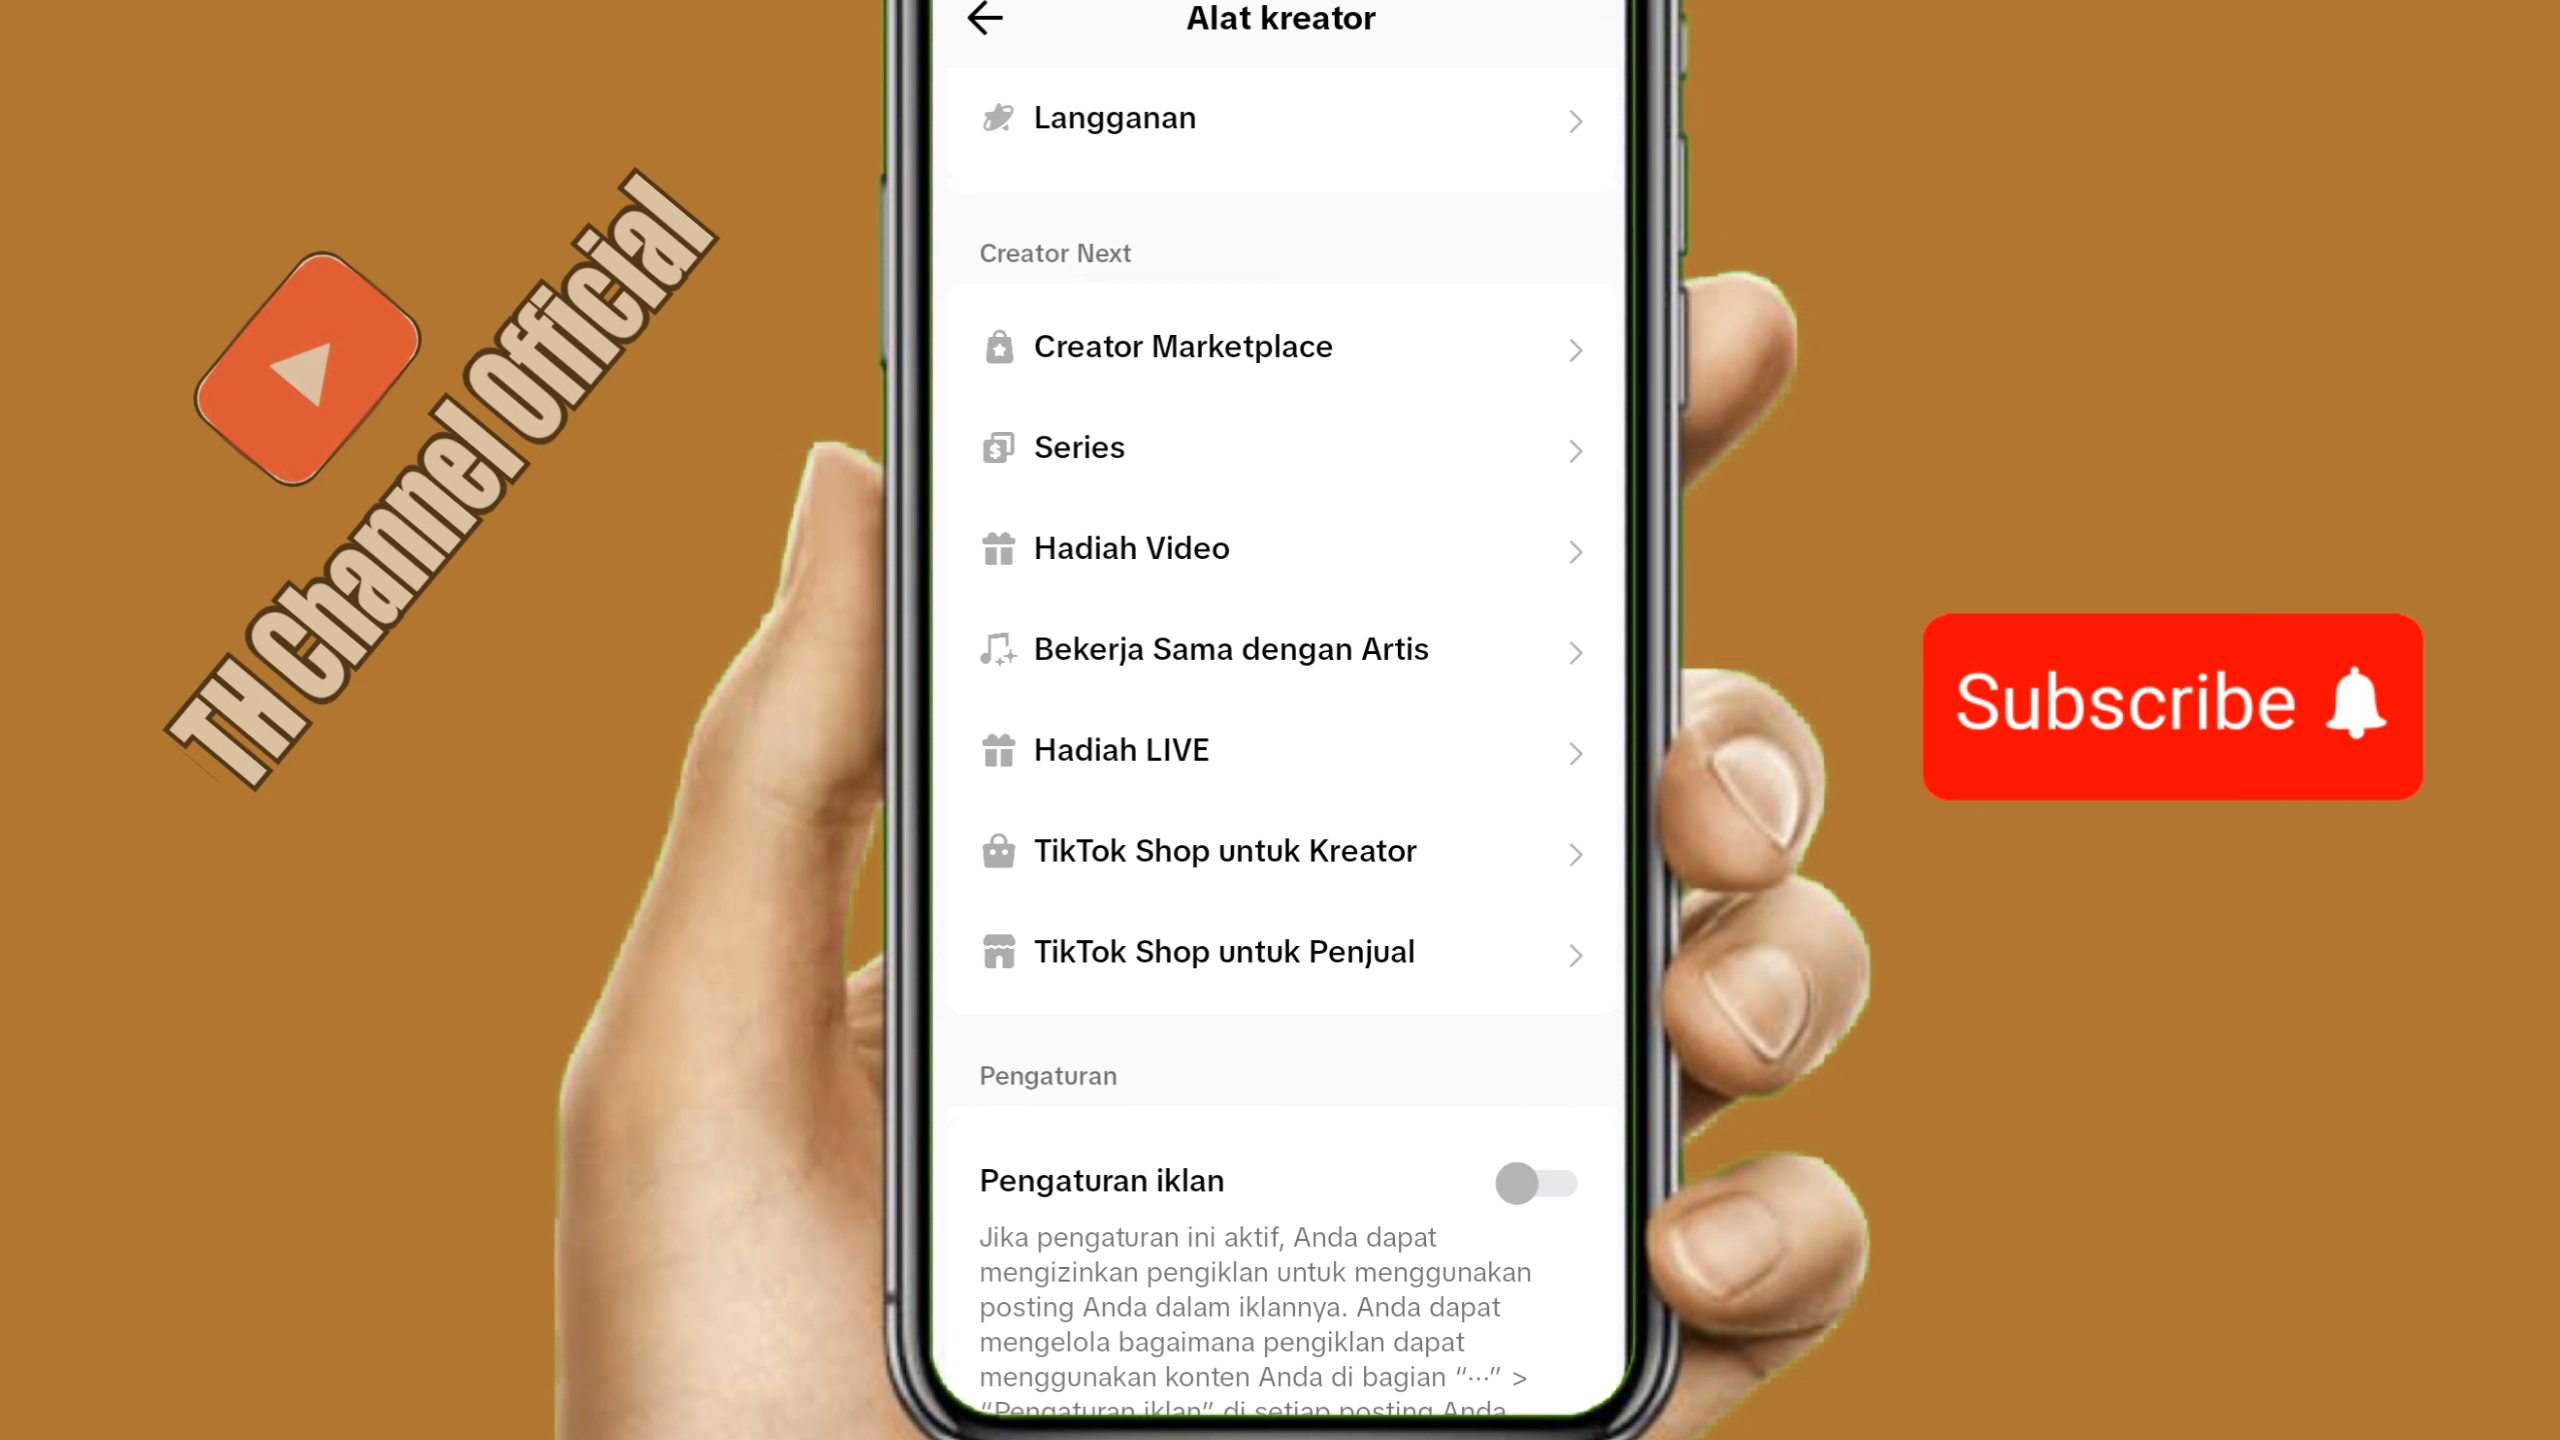 Alat kreator
Langganan
Creator Next
Creator Marketplace
Series
Hadiah Video
Bekerja Sama dengan Artis
Hadiah LIVE
TikTok Shop untuk Kreator
TikTok Shop untuk Penjual
Pengaturan
Pengaturan iklan
Jika pengaturan ini aktif, Anda dapat
mengizinkan pengiklan untuk menggunakan
posting Anda dalam iklannya. Anda dapat
mengelola bagaimana pengiklan dapat
menggunakan konten Anda di bagian “···” >
“Pengaturan iklan” di setiap posting Anda
TH Channel Official
Subscribe